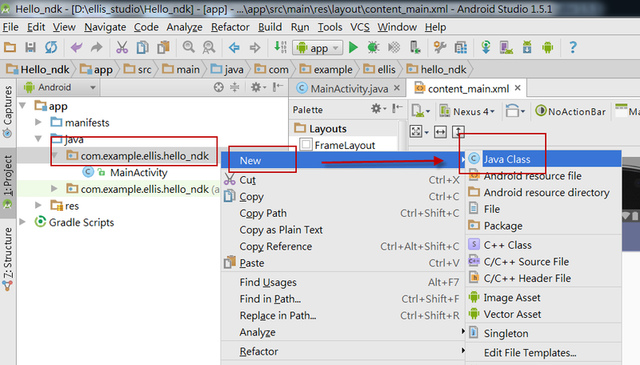 Hello_ndk - [D:\ellis_studio\Hello_ndk] - [app] - ...\app\src\main\res\layout\content_main.xml - Android Studio 1.5.1
File Edit View Navigate Code Analyze Refactor Build Run Tools VCS Window Help
app
Hello_ndk app src main java com example ellis hello_ndk
Android
MainActivity.java content_main.xml
Captures
1: Project
7: Structure
app
manifests
java
com.example.ellis.hello_ndk
MainActivity
com.example.ellis.hello_ndk (a
res
Gradle Scripts
Palette
Layouts
FrameLayout
Nexus 4
NoActionBar
Ma
New
Cut Ctrl+X
Copy Ctrl+C
Copy Path Ctrl+Shift+C
Copy as Plain Text
Copy Reference Ctrl+Alt+Shift+C
Paste Ctrl+V
Find Usages Alt+F7
Find in Path... Ctrl+Shift+F
Replace in Path... Ctrl+Shift+R
Analyze
Refactor
Java Class
Android resource file
Android resource directory
File
Package
C++ Class
C/C++ Source File
C/C++ Header File
Image Asset
Vector Asset
Singleton
Edit File Templates...